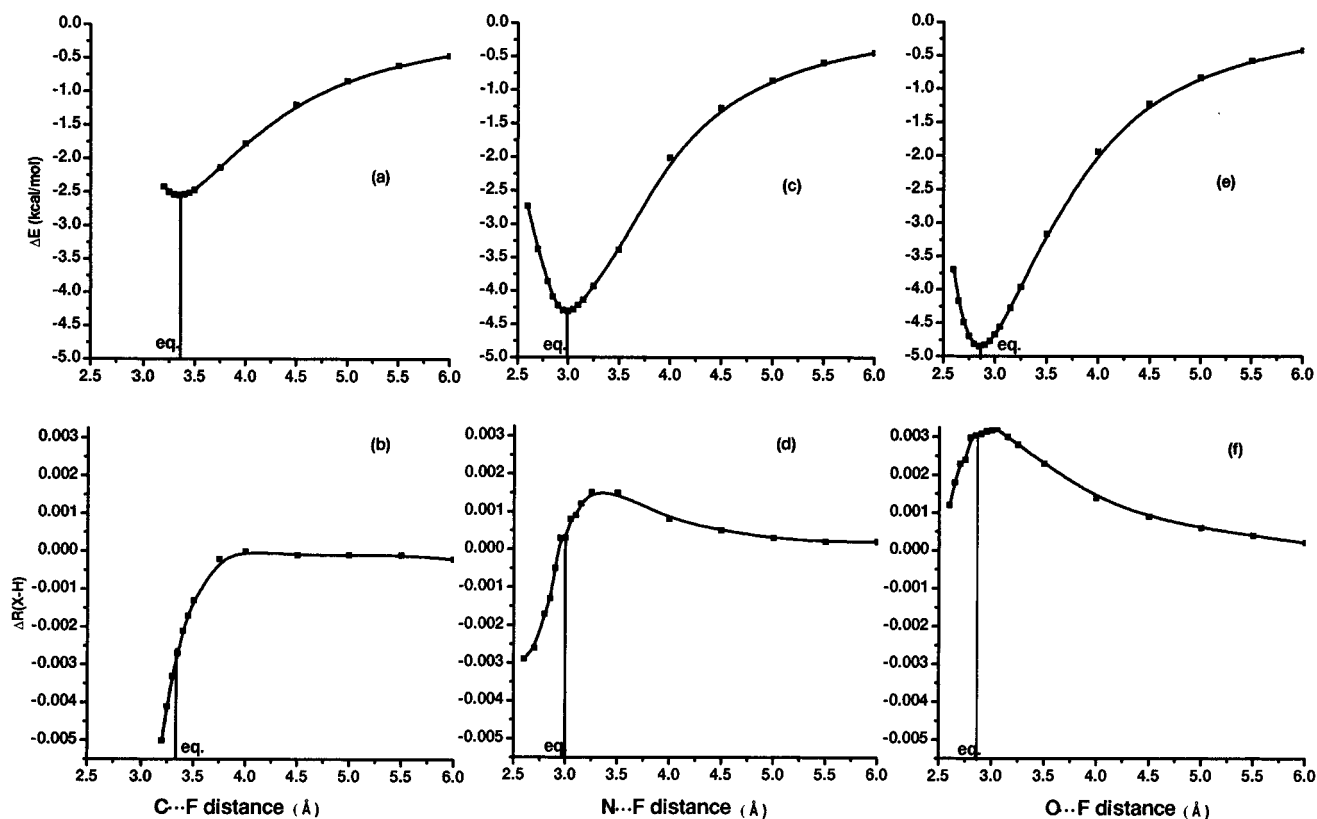 0.0
-0.5
-1.0
-1.5
-2.0
-2.5
-3.0
-3.5
-4.0
-4.5
-5.0
ΔE (kcal/mol)
(a)
eq.
2.5 3.0 3.5 4.0 4.5 5.0 5.5 6.0
0.0
-0.5
-1.0
-1.5
-2.0
-2.5
-3.0
-3.5
-4.0
-4.5
-5.0
(c)
eq.
2.5 3.0 3.5 4.0 4.5 5.0 5.5 6.0
0.0
-0.5
-1.0
-1.5
-2.0
-2.5
-3.0
-3.5
-4.0
-4.5
-5.0
(e)
eq.
2.5 3.0 3.5 4.0 4.5 5.0 5.5 6.0
0.003
0.002
0.001
0.000
-0.001
-0.002
-0.003
-0.004
-0.005
ΔR(X-H)
(b)
eq.
2.5 3.0 3.5 4.0 4.5 5.0 5.5 6.0
C···F distance (Å)
0.003
0.002
0.001
0.000
-0.001
-0.002
-0.003
-0.004
-0.005
(d)
eq.
2.5 3.0 3.5 4.0 4.5 5.0 5.5 6.0
N···F distance (Å)
0.003
0.002
0.001
0.000
-0.001
-0.002
-0.003
-0.004
-0.005
(f)
eq.
2.5 3.0 3.5 4.0 4.5 5.0 5.5 6.0
O···F distance (Å)